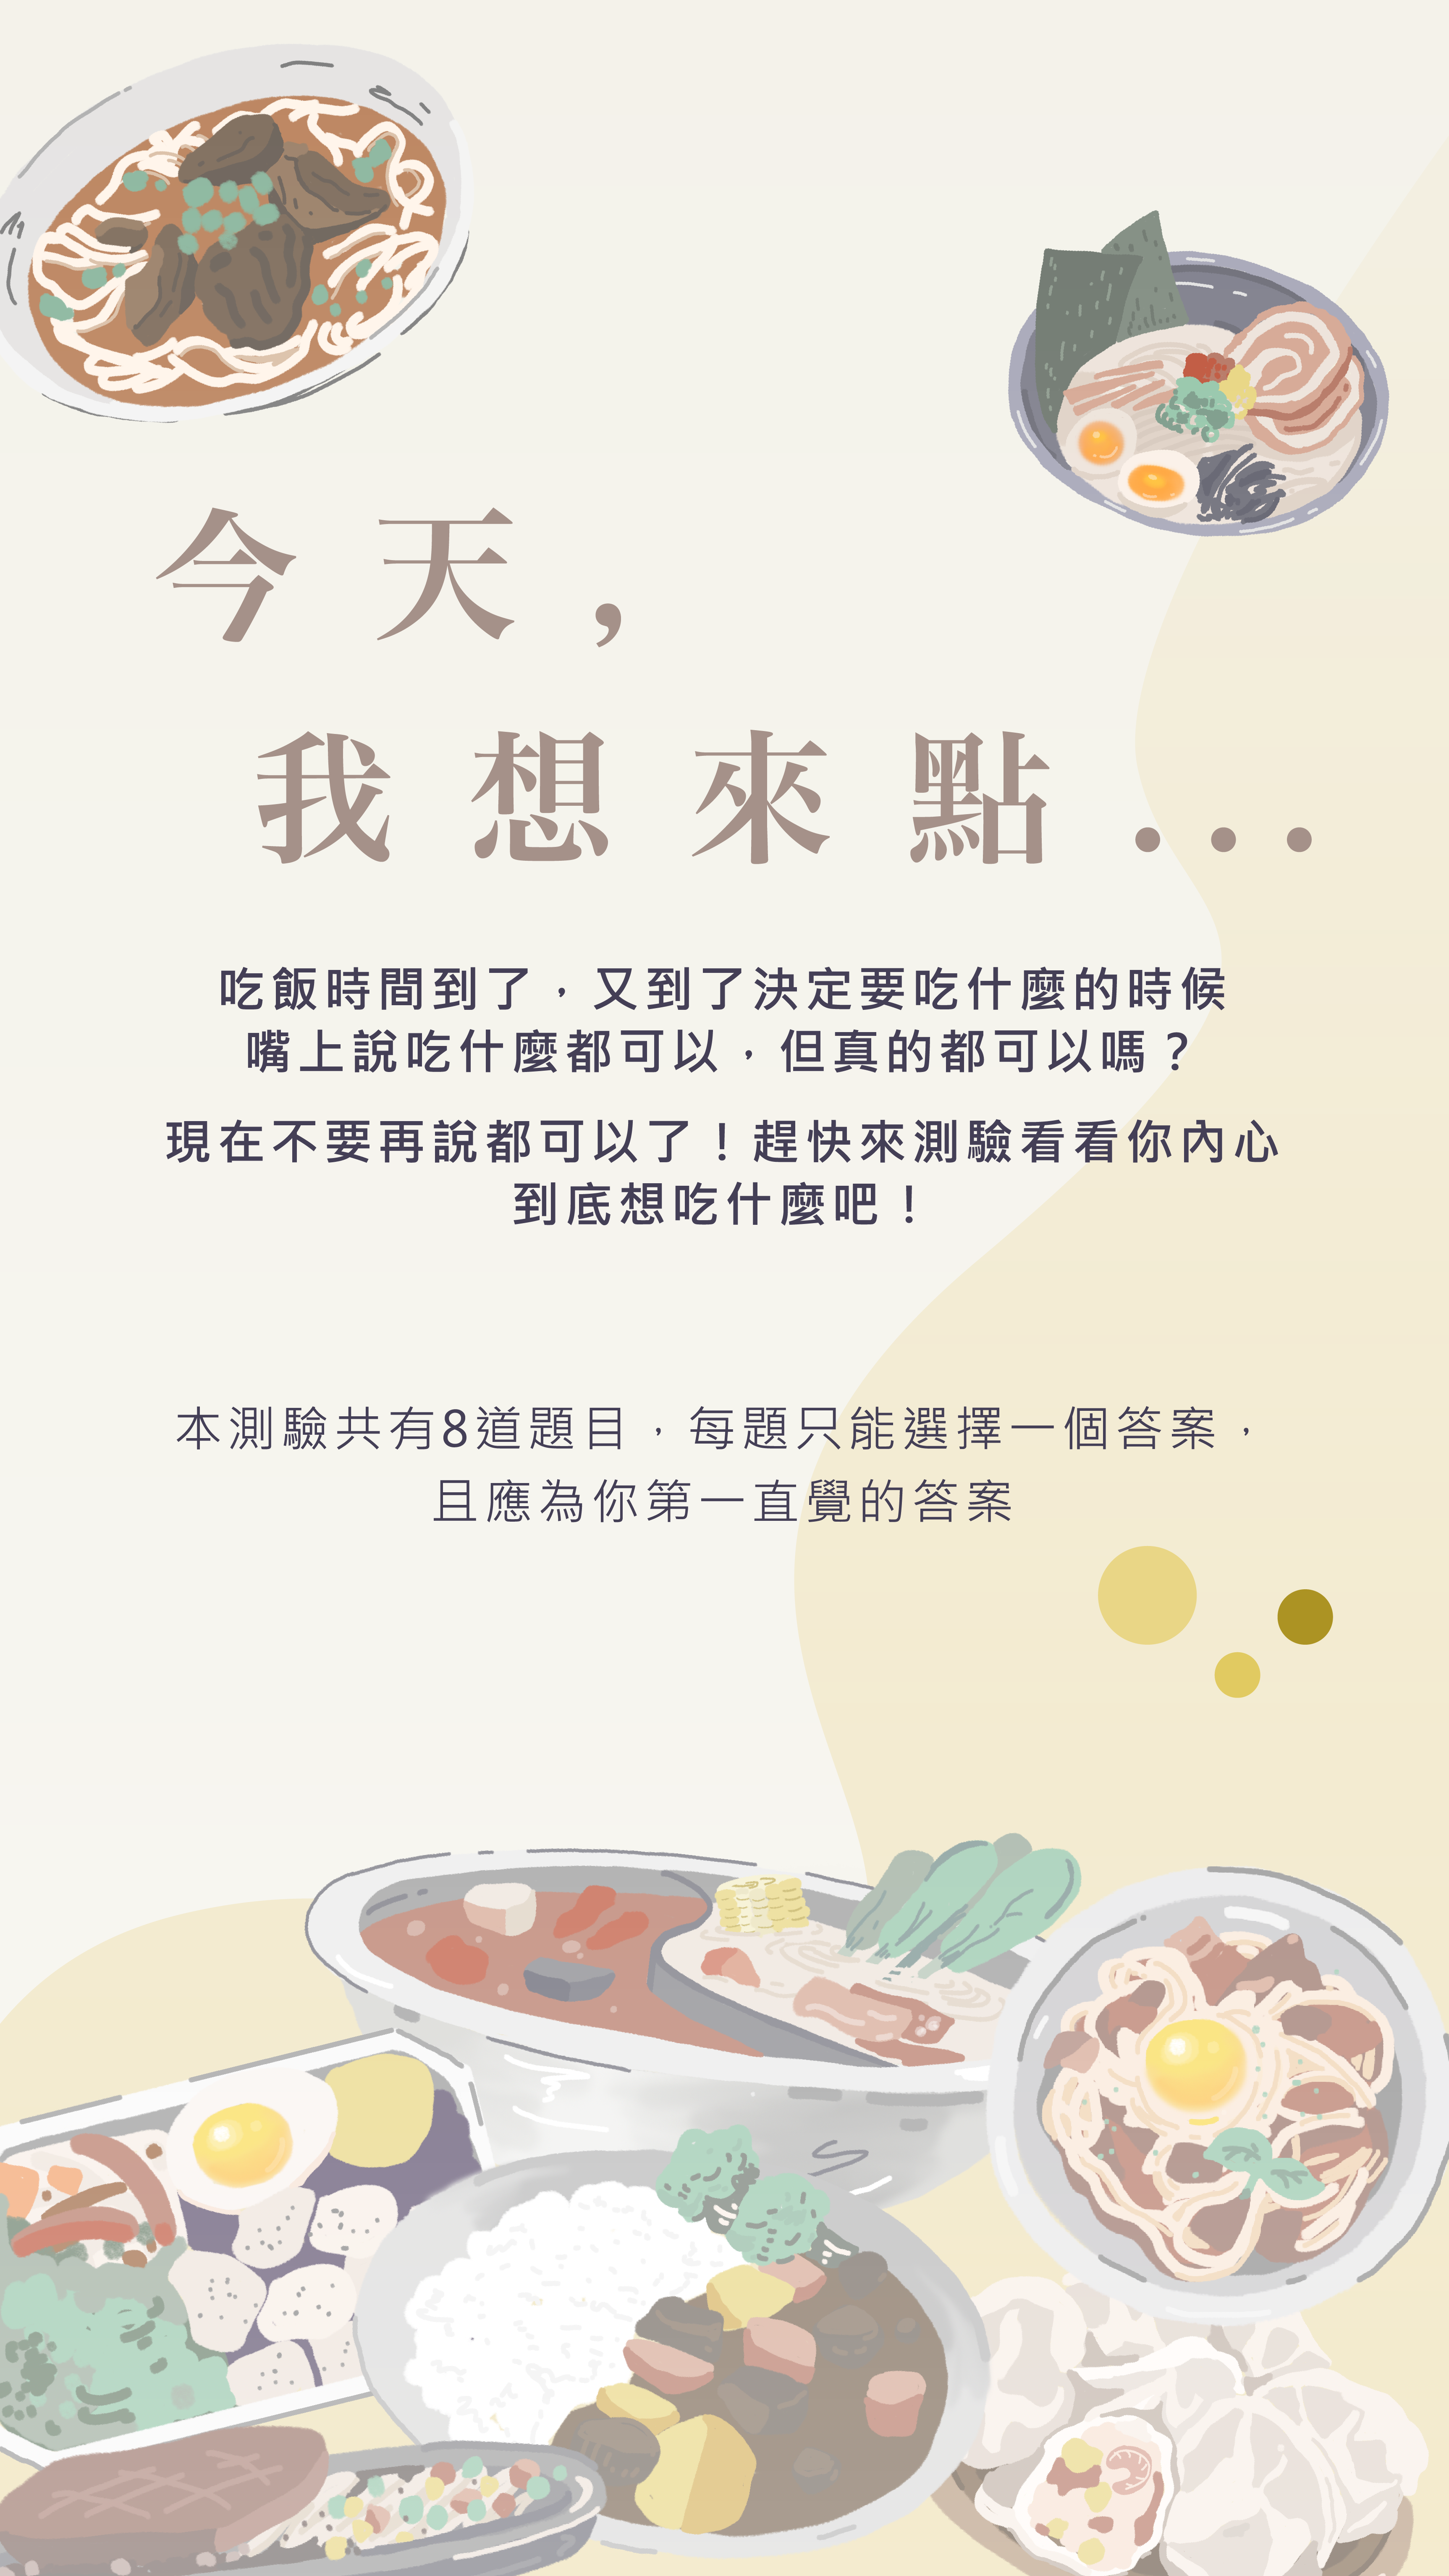 今天，
我想來點...
吃飯時間到了，又到了決定要吃什麼的時候
嘴上說吃什麼都可以，但真的都可以嗎？
現在不要再說都可以了！趕快來測驗看看你內心
到底想吃什麼吧！
本測驗共有8道題目，每題只能選擇一個答案，
且應為你第一直覺的答案